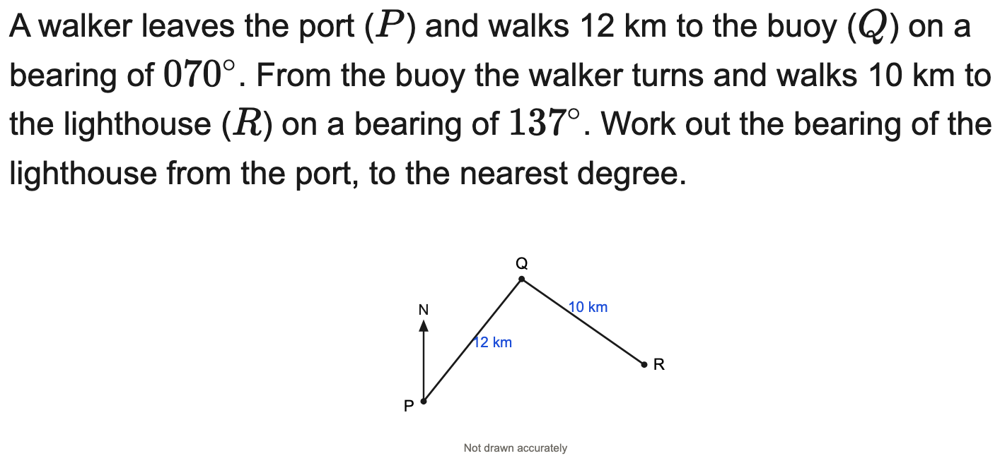 A walker leaves the port (P) and walks 12 km to the buoy (Q) on a
bearing of 070°. From the buoy the walker turns and walks 10 km to
the lighthouse (R) on a bearing of 137°. Work out the bearing of the
lighthouse from the port, to the nearest degree.
Q
N
10 km
12 km
R
P
Not drawn accurately